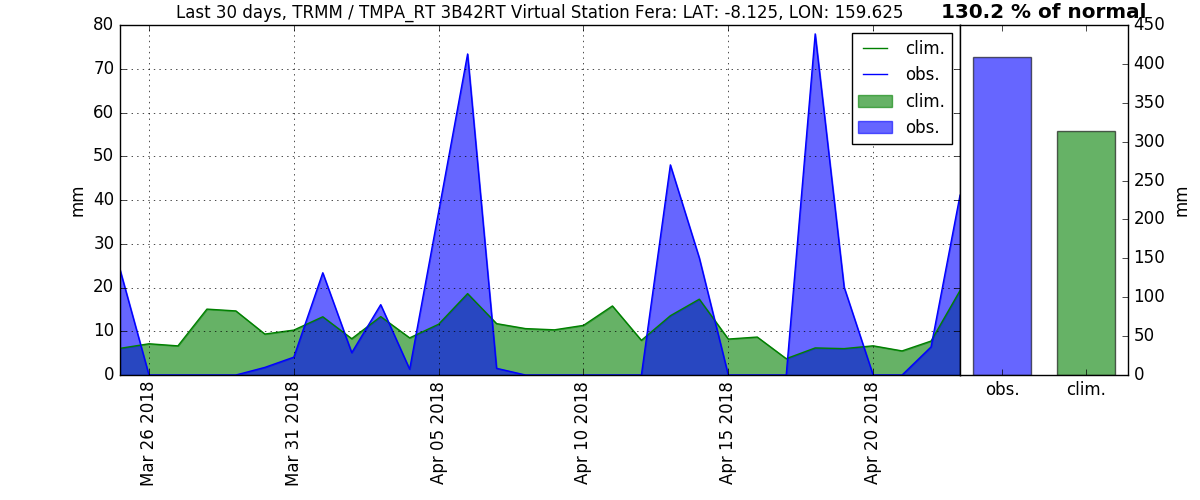 Last 30 days, TRMM / TMPA_RT 3B42RT Virtual Station Fera: LAT: -8.125, LON: 159.625
130.2 % of normal
80
70
60
50
40
30
20
10
0
mm
clim.
obs.
clim.
obs.
450
400
350
300
250
200
150
100
50
0
mm
Mar 26 2018
Mar 31 2018
Apr 05 2018
Apr 10 2018
Apr 15 2018
Apr 20 2018
obs.
clim.